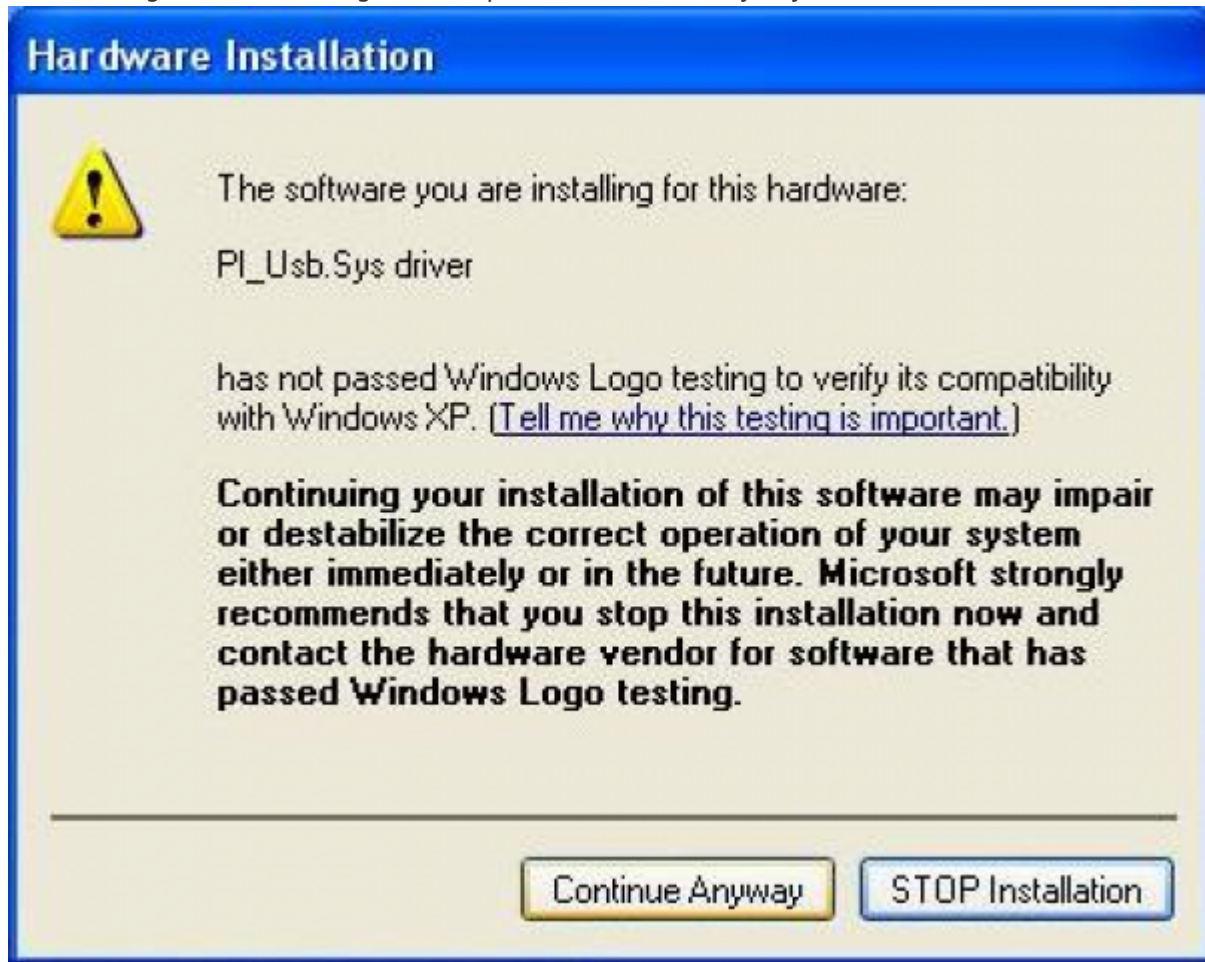 Hardware Installation
The software you are installing for this hardware:
PI_Usb.Sys driver
has not passed Windows Logo testing to verify its compatibility
with Windows XP. (Tell me why this testing is important.)
Continuing your installation of this software may impair
or destabilize the correct operation of your system
either immediately or in the future. Microsoft strongly
recommends that you stop this installation now and
contact the hardware vendor for software that has
passed Windows Logo testing.
Continue Anyway
STOP Installation